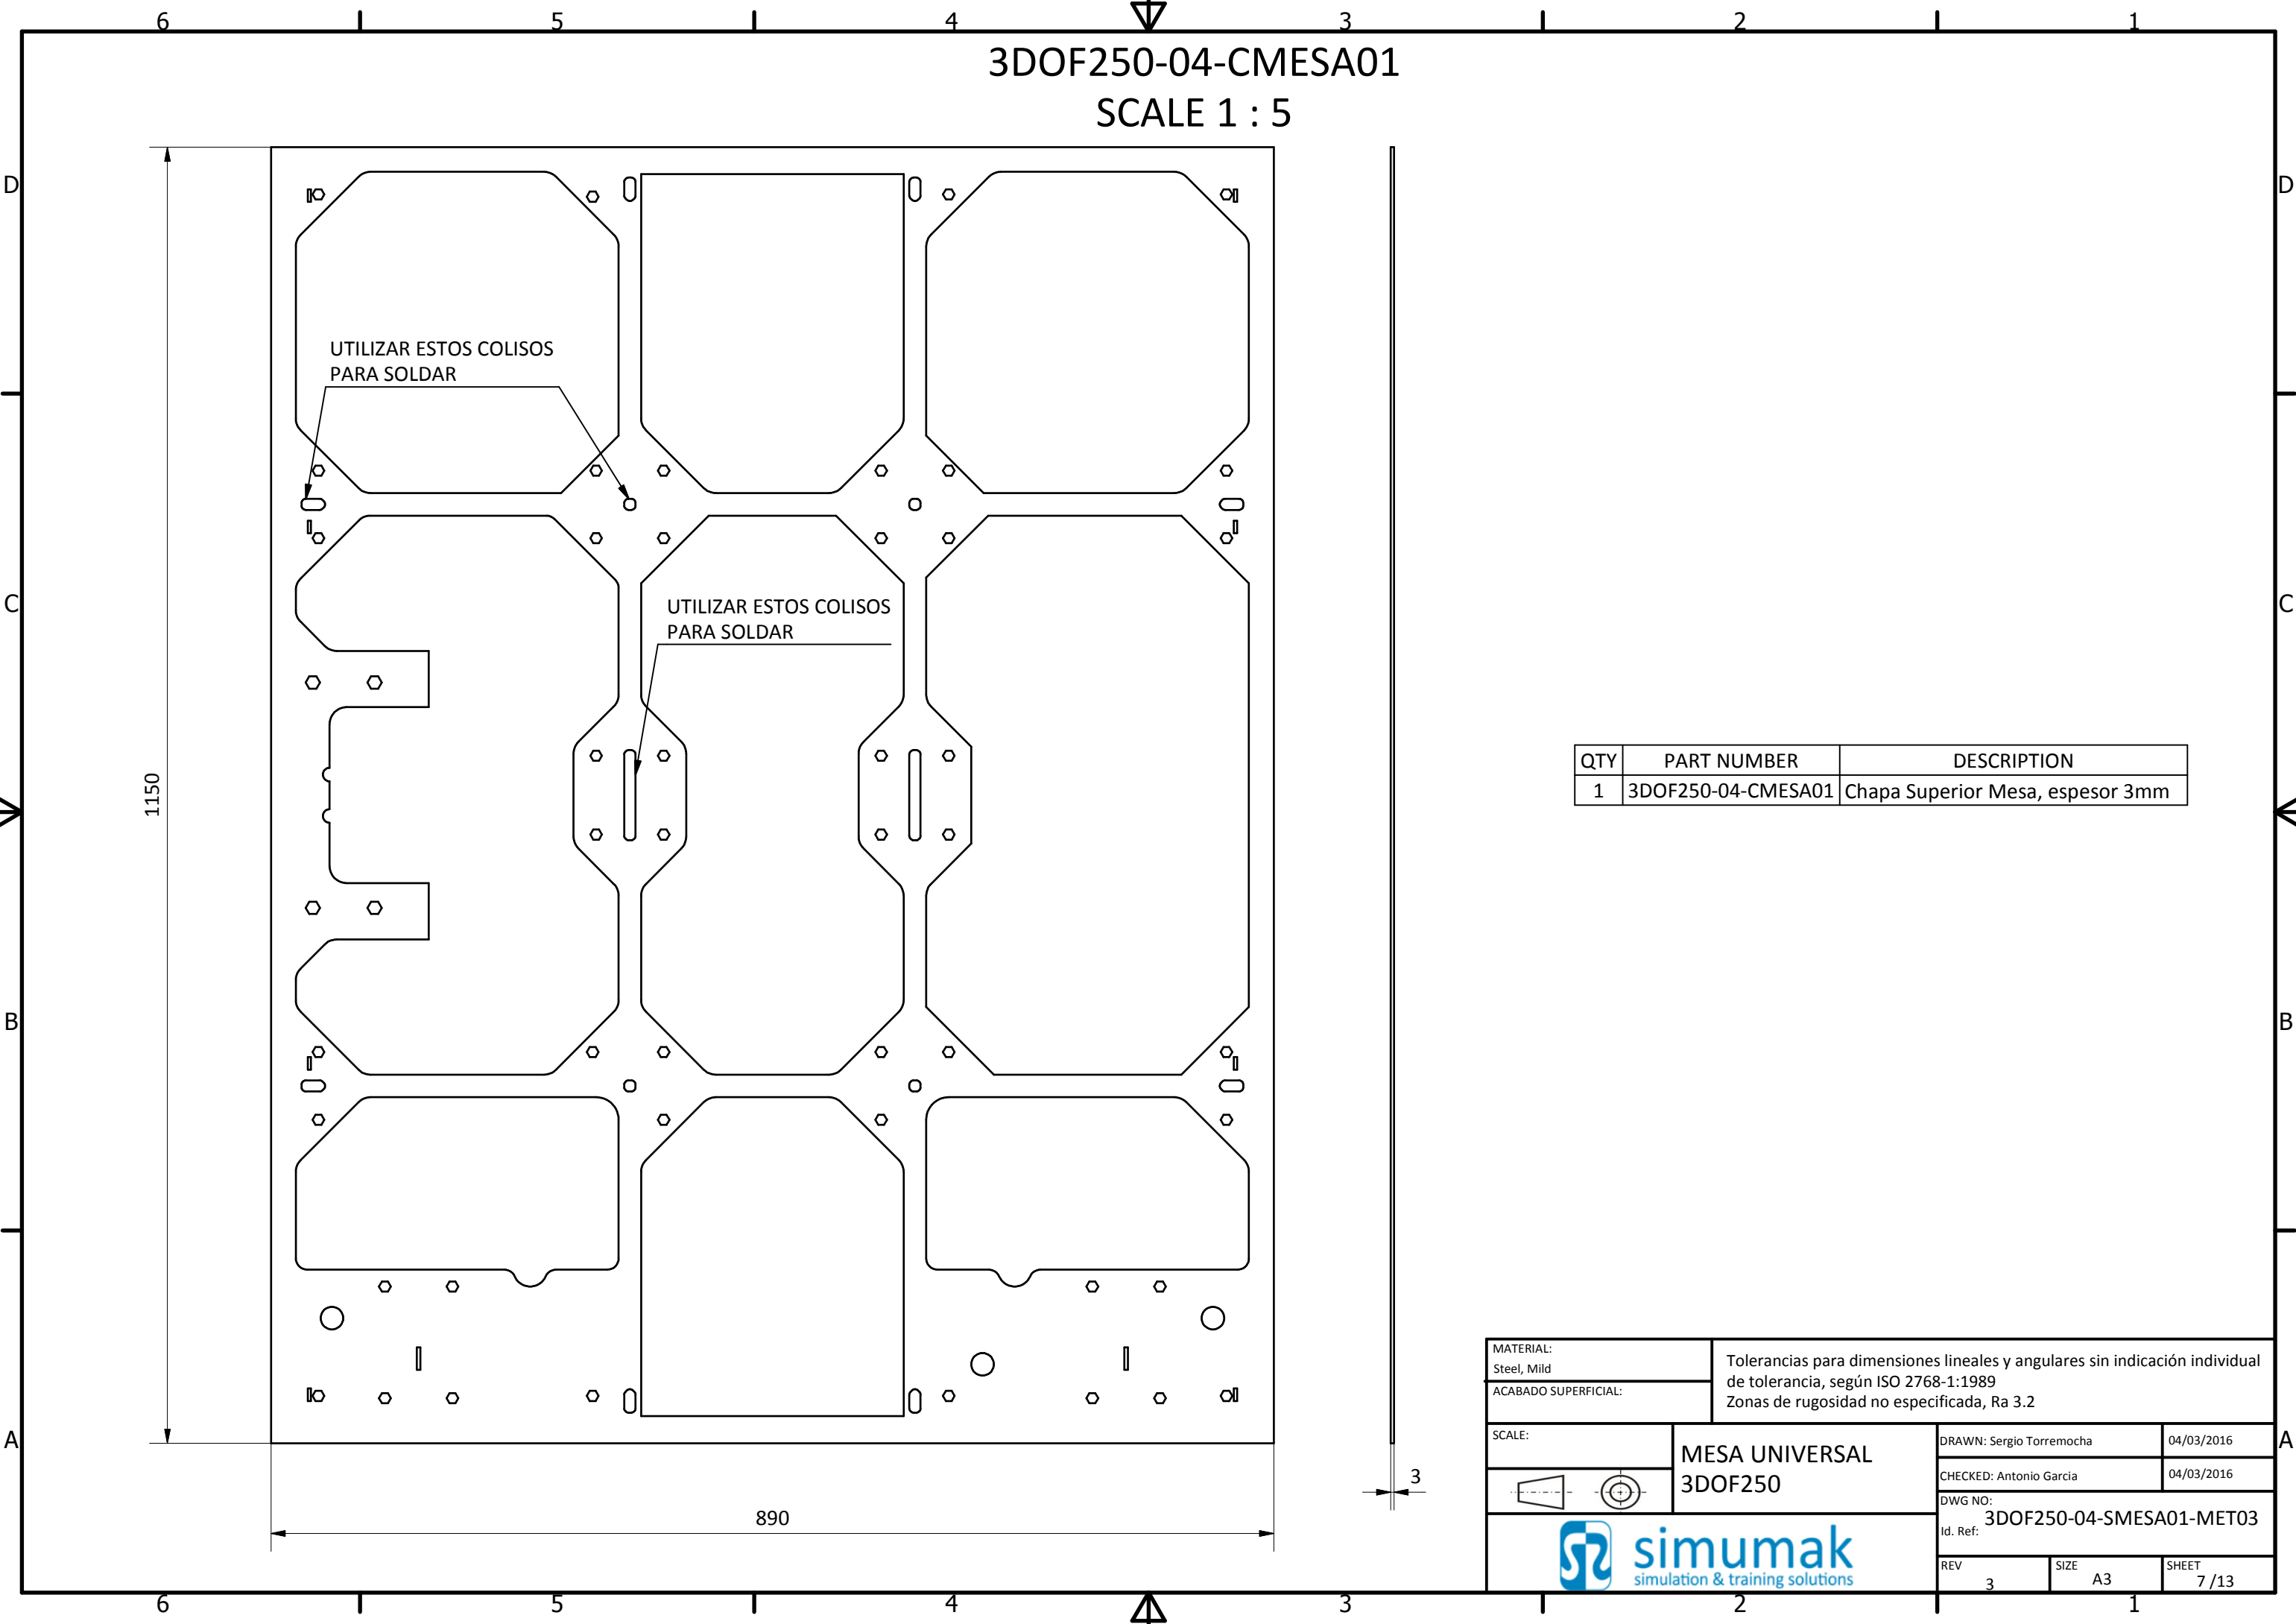 6 5 4 3 2 1
3DOF250-04-CMESA01
SCALE 1 : 5
D D
UTILIZAR ESTOS COLISOS
PARA SOLDAR
C C
UTILIZAR ESTOS COLISOS
PARA SOLDAR
1150
QTY PART NUMBER DESCRIPTION
1 3DOF250-04-CMESA01 Chapa Superior Mesa, espesor 3mm
B B
A A
3
890
MATERIAL:
Steel, Mild
ACABADO SUPERFICIAL:
Tolerancias para dimensiones lineales y angulares sin indicación individual
de tolerancia, según ISO 2768-1:1989
Zonas de rugosidad no especificada, Ra 3.2
SCALE:
MESA UNIVERSAL
3DOF250
DRAWN: Sergio Torremocha 04/03/2016
CHECKED: Antonio Garcia 04/03/2016
DWG NO:
3DOF250-04-SMESA01-MET03
Id. Ref:
simumak
simulation & training solutions
REV
3
SIZE
A3
SHEET
7 /13
6 5 4 3 2 1